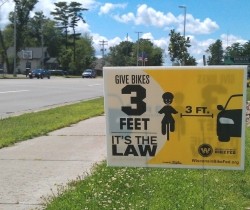 GIVE BIKES
3
FEET
3 FT.
IT'S THE
LAW